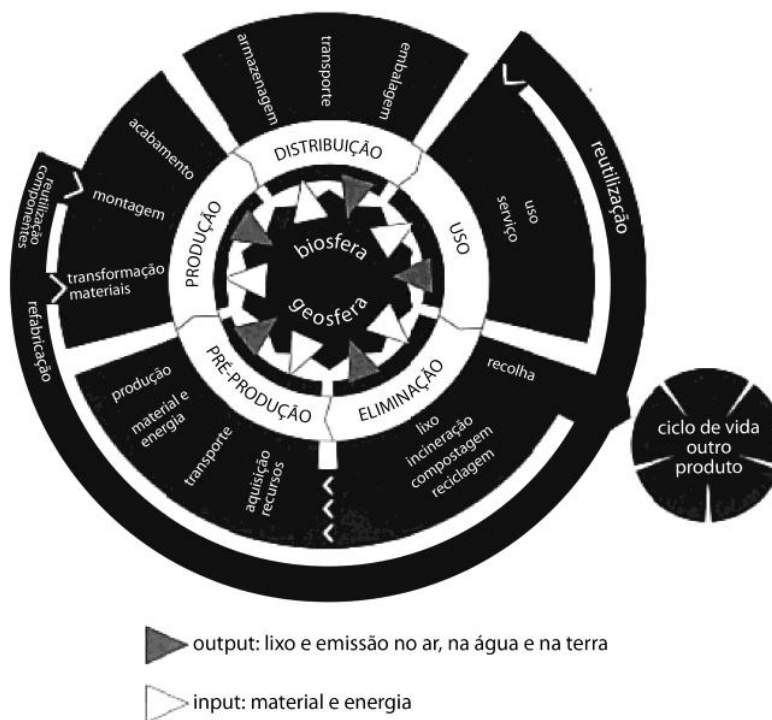 armazenagem
transporte
embalagem
DISTRIBUIÇÃO
acabamento
montagem
transformação
materiais
PRODUÇÃO
reutilização
componentes
refabricação
biosfera
geosfera
USO
uso
serviço
reutilização
PRÉ-PRODUÇÃO
produção
material e
energia
transporte
aquisição
recursos
ELIMINAÇÃO
recolha
lixo
incineração
compostagem
reciclagem
ciclo de vida
outro
produto
output: lixo e emissão no ar, na água e na terra
input: material e energia